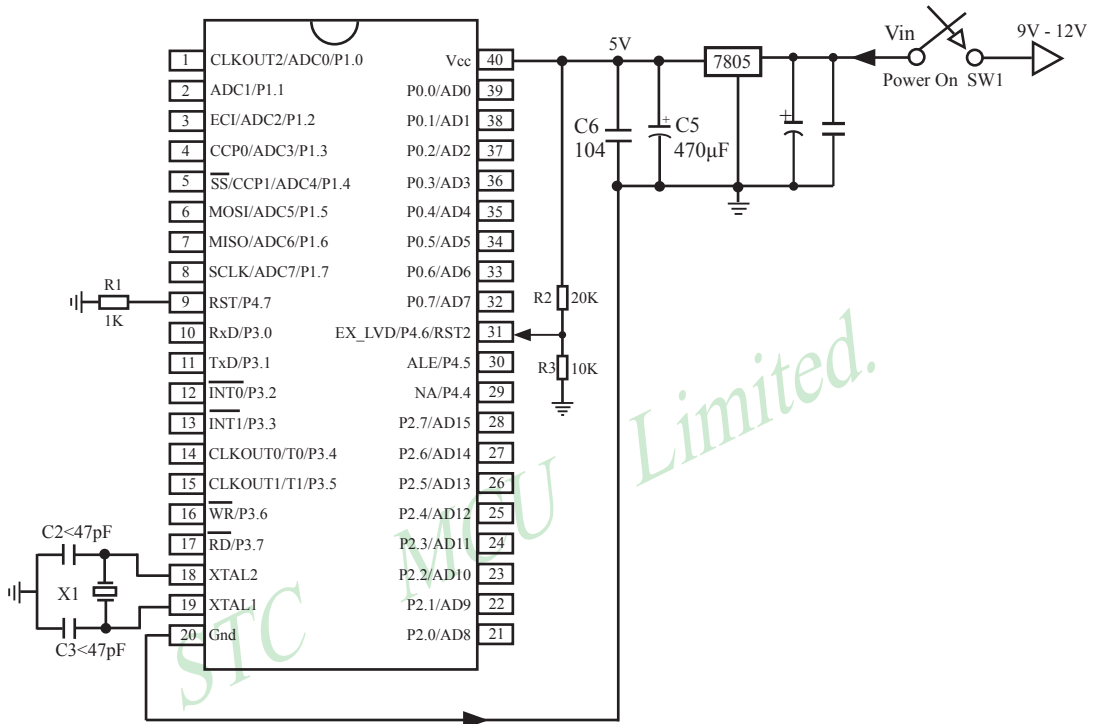 1 CLKOUT2/ADC0/P1.0
2 ADC1/P1.1
3 ECI/ADC2/P1.2
4 CCP0/ADC3/P1.3
5 SS/CCP1/ADC4/P1.4
6 MOSI/ADC5/P1.5
7 MISO/ADC6/P1.6
8 SCLK/ADC7/P1.7
9 RST/P4.7
10 RxD/P3.0
11 TxD/P3.1
12 INT0/P3.2
13 INT1/P3.3
14 CLKOUT0/T0/P3.4
15 CLKOUT1/T1/P3.5
16 WR/P3.6
17 RD/P3.7
18 XTAL2
19 XTAL1
20 Gnd
Vcc 40
P0.0/AD0 39
P0.1/AD1 38
P0.2/AD2 37
P0.3/AD3 36
P0.4/AD4 35
P0.5/AD5 34
P0.6/AD6 33
P0.7/AD7 32
EX_LVD/P4.6/RST2 31
ALE/P4.5 30
NA/P4.4 29
P2.7/AD15 28
P2.6/AD14 27
P2.5/AD13 26
P2.4/AD12 25
P2.3/AD11 24
P2.2/AD10 23
P2.1/AD9 22
P2.0/AD8 21
R1
1K
C2<47pF
X1
C3<47pF
5V
7805
Vin
9V - 12V
Power On SW1
C6
104
+
C5
470μF
+
R2 20K
R3 10K
STC MCU Limited.